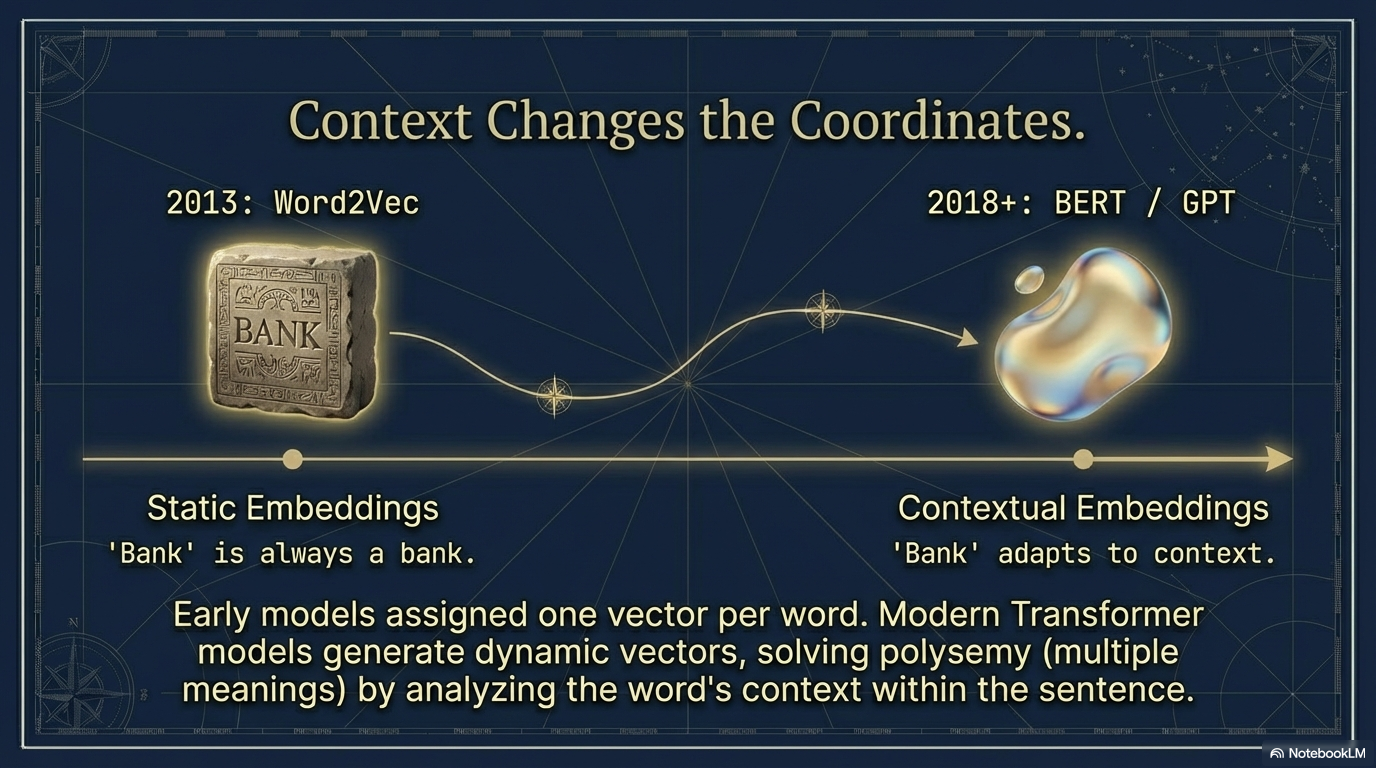 Context Changes the Coordinates.
2013: Word2Vec
2018+: BERT / GPT
BANK
Static Embeddings
'Bank' is always a bank.
Contextual Embeddings
'Bank' adapts to context.
Early models assigned one vector per word. Modern Transformer
models generate dynamic vectors, solving polysemy (multiple
meanings) by analyzing the word's context within the sentence.
N
NotebookLM